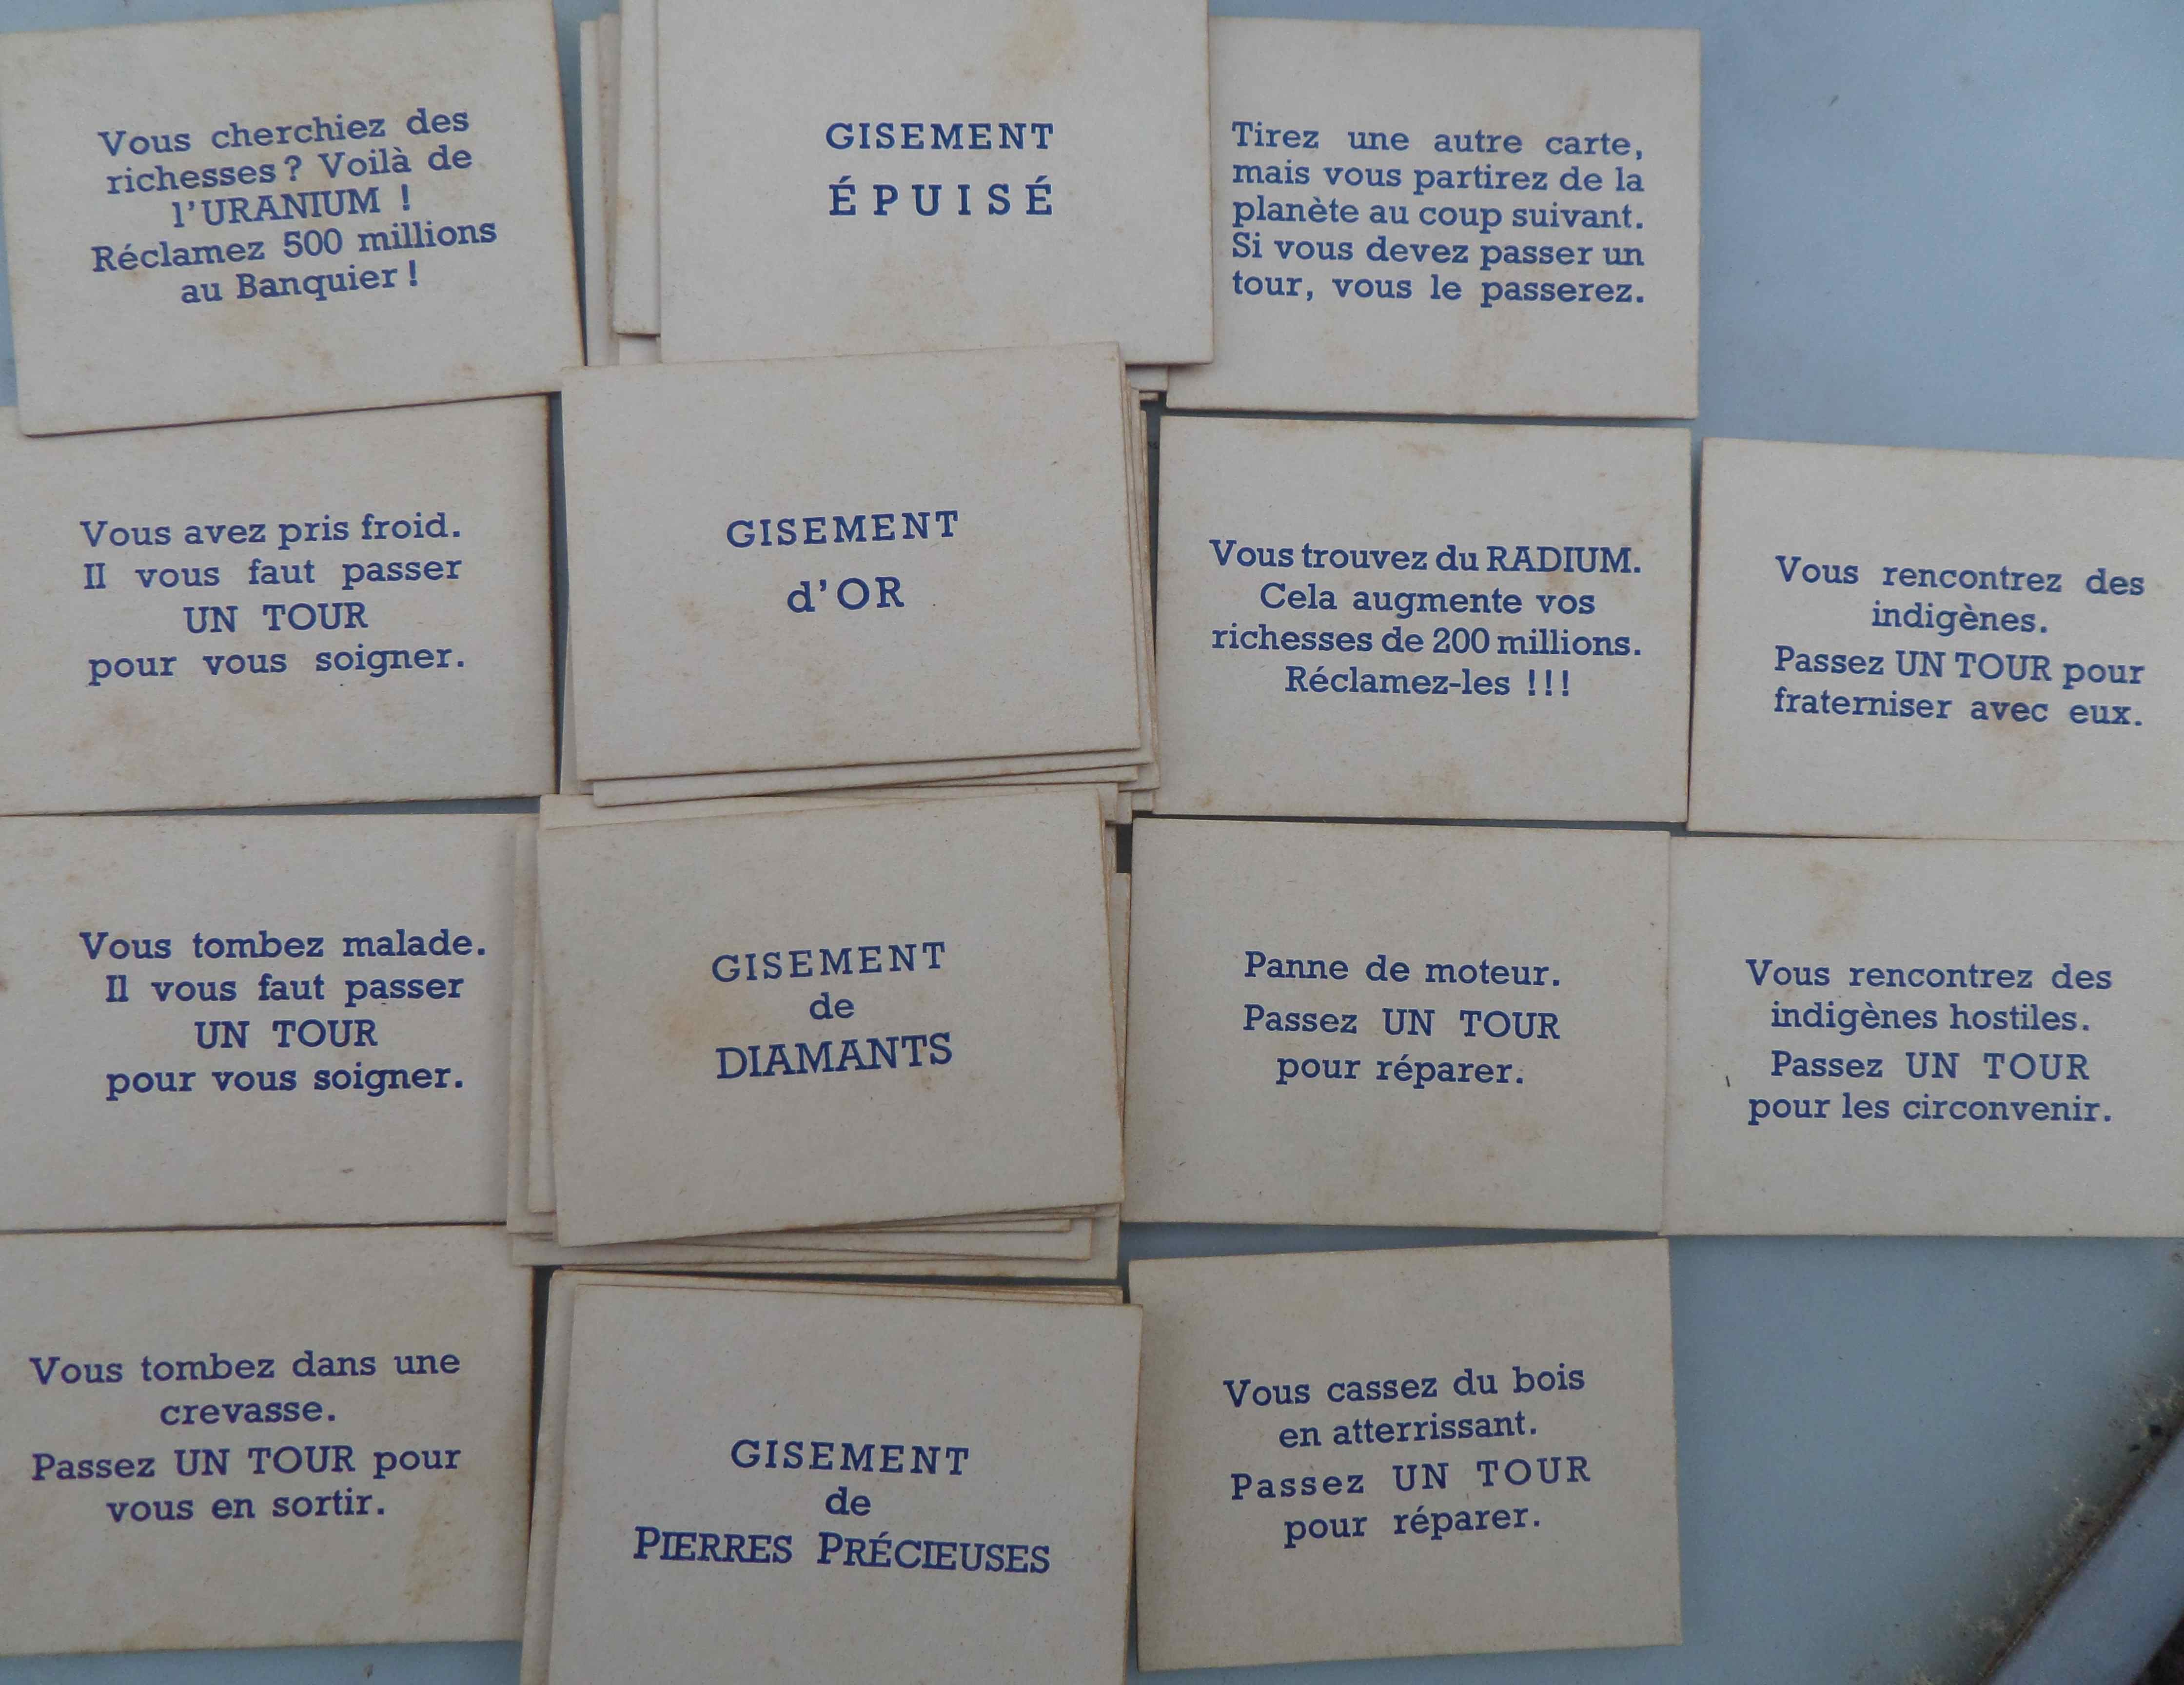 Vous cherchiez des
richesses ? Voilà de
l'URANIUM !
Réclamez 500 millions
au Banquier !
GISEMENT
ÉPUISÉ
Tirez une autre carte,
mais vous partirez de la
planète au coup suivant.
Si vous devez passer un
tour, vous le passerez.
Vous avez pris froid.
Il vous faut passer
UN TOUR
pour vous soigner.
GISEMENT
d'OR
Vous trouvez du RADIUM.
Cela augmente vos
richesses de 200 millions.
Réclamez-les !!!
Vous rencontrez des
indigènes.
Passez UN TOUR pour
fraterniser avec eux.
Vous tombez malade.
Il vous faut passer
UN TOUR
pour vous soigner.
GISEMENT
de
DIAMANTS
Panne de moteur.
Passez UN TOUR
pour réparer.
Vous rencontrez des
indigènes hostiles.
Passez UN TOUR
pour les circonvenir.
Vous tombez dans une
crevasse.
Passez UN TOUR pour
vous en sortir.
GISEMENT
de
PIERRES PRÉCIEUSES
Vous cassez du bois
en atterrissant.
Passez UN TOUR
pour réparer.